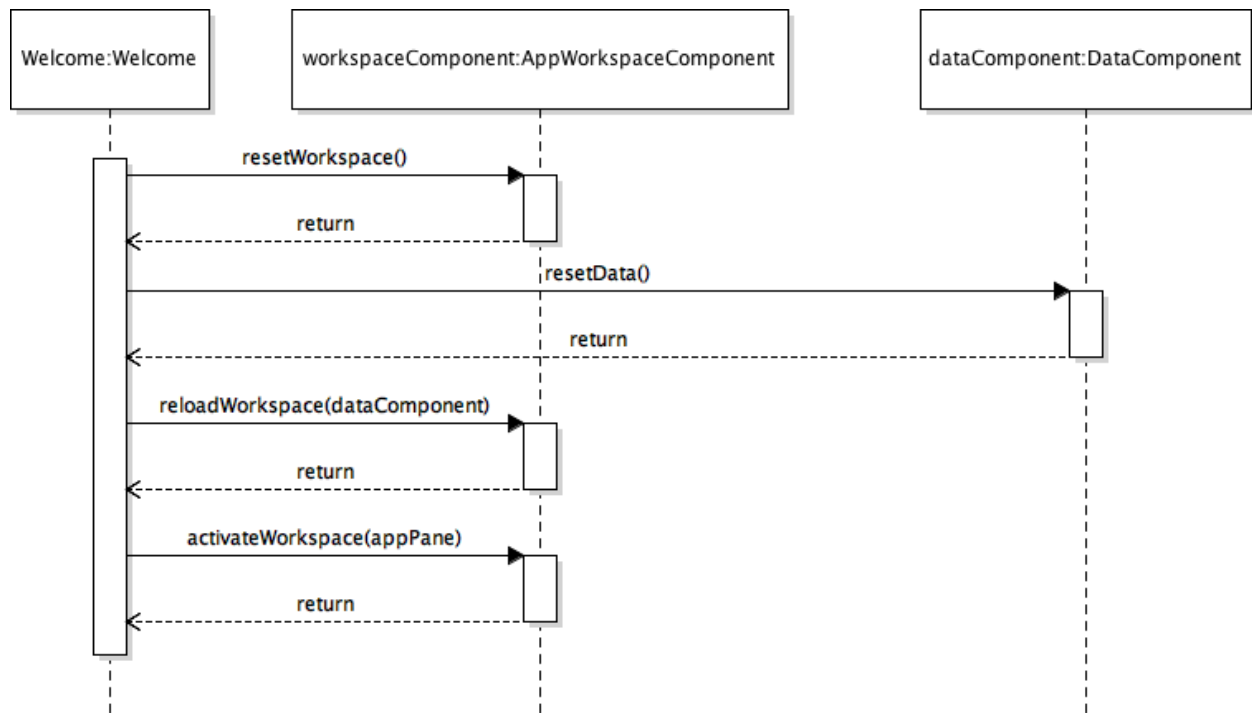 Welcome:Welcome
workspaceComponent:AppWorkspaceComponent
dataComponent:DataComponent
resetWorkspace()
return
resetData()
return
reloadWorkspace(dataComponent)
return
activateWorkspace(appPane)
return